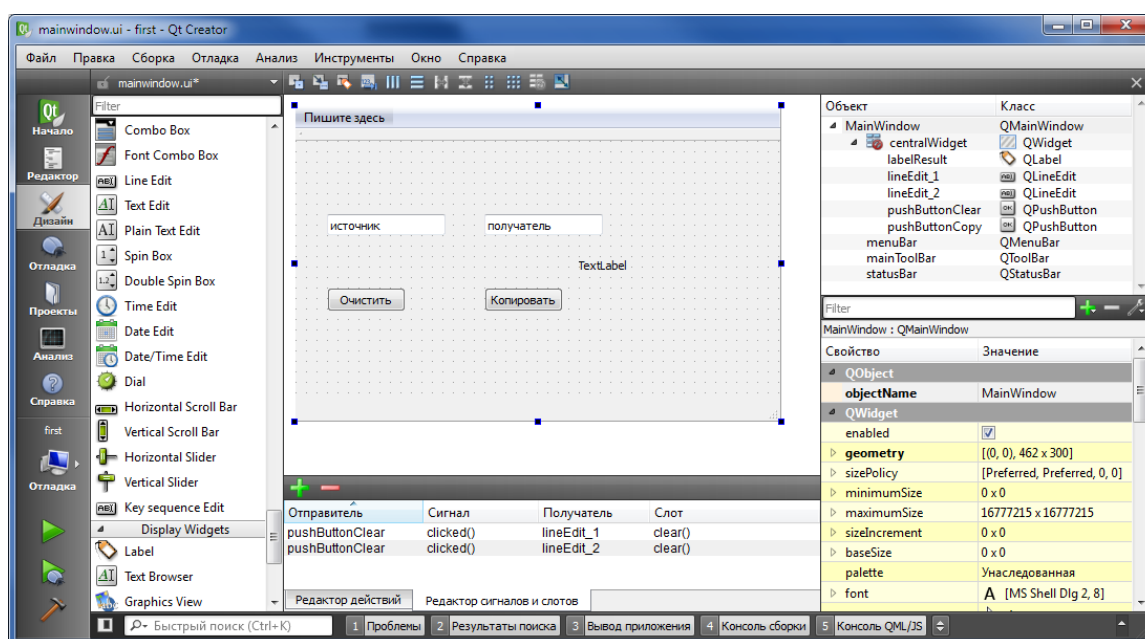 mainwindow.ui - first - Qt Creator
Файл Правка Сборка Отладка Анализ Инструменты Окно Справка
mainwindow.ui*
Qt
Начало
Редактор
Дизайн
Отладка
Проекты
Анализ
Справка
first
Отладка
Filter
Combo Box
Font Combo Box
Line Edit
Text Edit
Plain Text Edit
Spin Box
Double Spin Box
Time Edit
Date Edit
Date/Time Edit
Dial
Horizontal Scroll Bar
Vertical Scroll Bar
Horizontal Slider
Vertical Slider
Key sequence Edit
Display Widgets
Label
Text Browser
Graphics View
Пишите здесь
источник получатель
TextLabel
Очистить Копировать
Отправитель Сигнал Получатель Слот
pushButtonClear clicked() lineEdit_1 clear()
pushButtonClear clicked() lineEdit_2 clear()
Редактор действий Редактор сигналов и слотов
Объект Класс
MainWindow QMainWindow
centralWidget QWidget
labelResult QLabel
lineEdit_1 QLineEdit
lineEdit_2 QLineEdit
pushButtonClear QPushButton
pushButtonCopy QPushButton
menuBar QMenuBar
mainToolBar QToolBar
statusBar QStatusBar
Filter
MainWindow : QMainWindow
Свойство Значение
QObject
objectName MainWindow
QWidget
enabled
geometry [(0, 0), 462 x 300]
sizePolicy [Preferred, Preferred, 0, 0]
minimumSize 0 x 0
maximumSize 16777215 x 16777215
sizeIncrement 0 x 0
baseSize 0 x 0
palette Унаследованная
font A [MS Shell Dlg 2, 8]
Быстрый поиск (Ctrl+K) 1 Проблемы 2 Результаты поиска 3 Вывод приложения 4 Консоль сборки 5 Консоль QML/JS